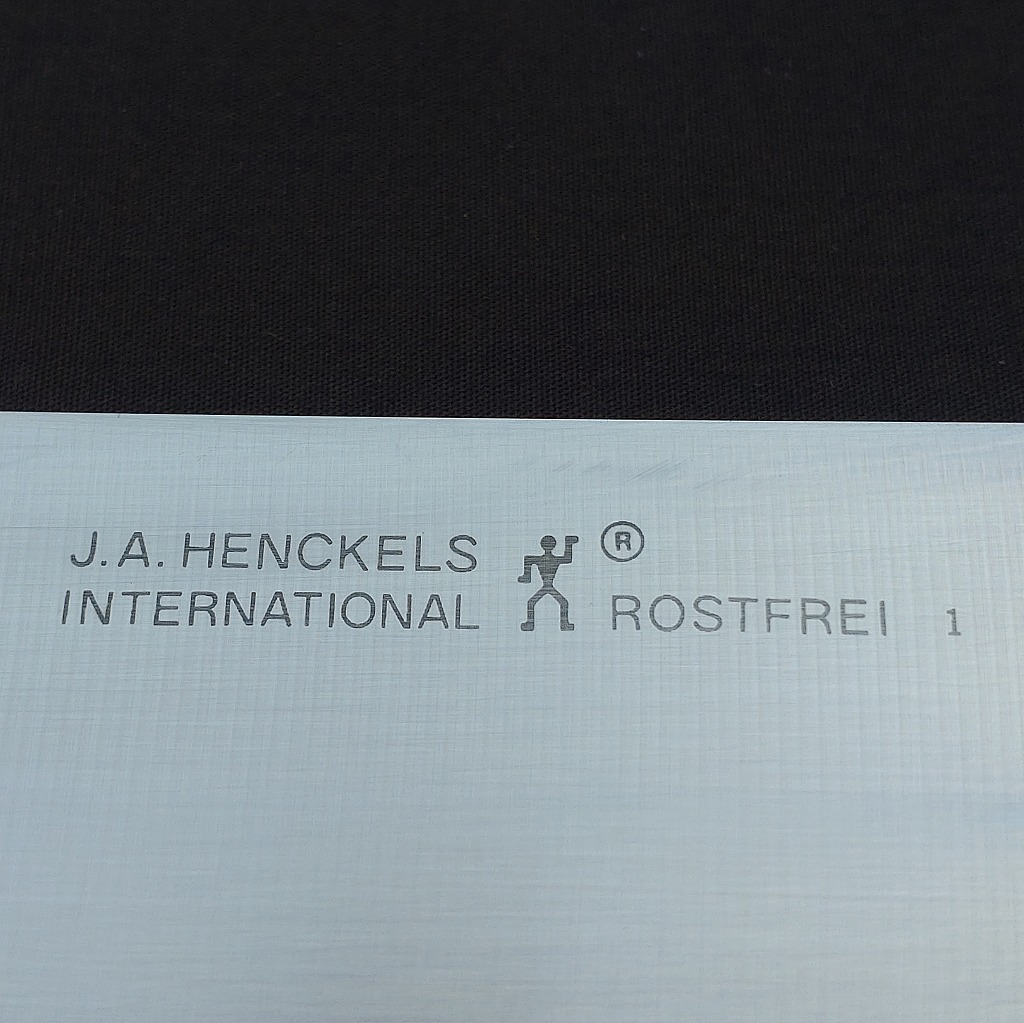 J.A. HENCKELS ®
INTERNATIONAL ROSTFREI 1